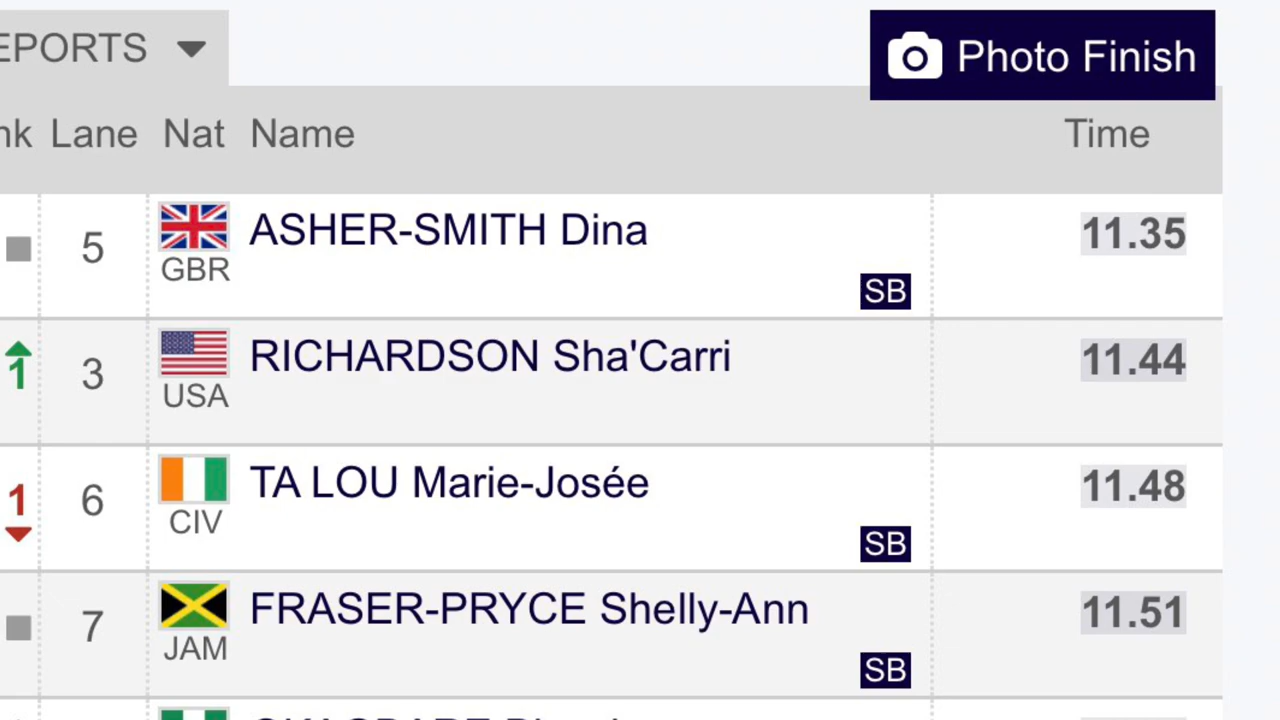 EPORTS
Photo Finish
nk Lane Nat Name Time
5 GBR ASHER-SMITH Dina SB 11.35
1 3 USA RICHARDSON Sha'Carri 11.44
1 6 CIV TA LOU Marie-Josée SB 11.48
7 JAM FRASER-PRYCE Shelly-Ann SB 11.51